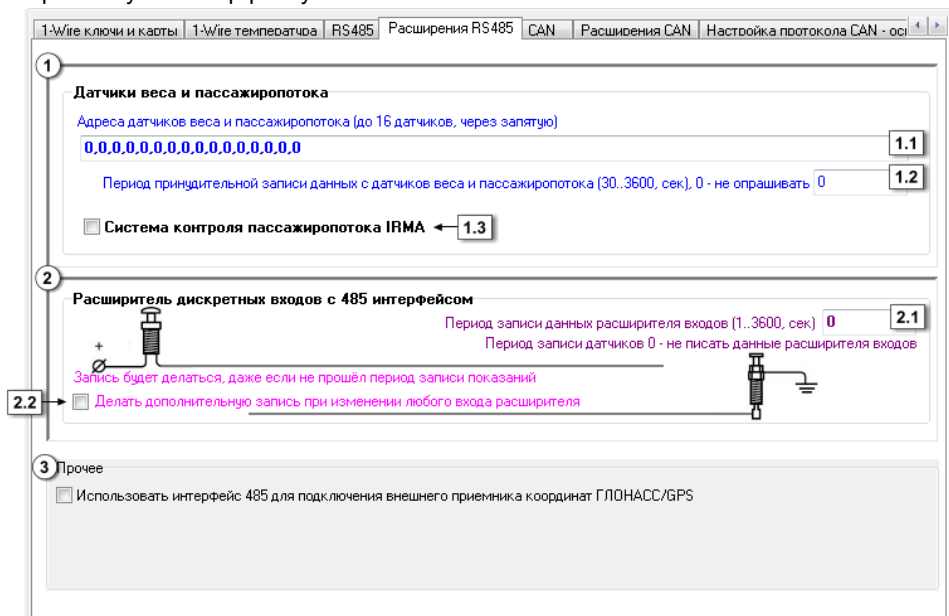 1-Wire ключи и карты 1-Wire температура RS485 Расширения RS485 CAN Расширения CAN Настройка протокола CAN - ос
1
Датчики веса и пассажиропотока
Адреса датчиков веса и пассажиропотока (до 16 датчиков, через запятую)
0,0,0,0,0,0,0,0,0,0,0,0,0,0,0,0 1.1
Период принудительной записи данных с датчиков веса и пассажиропотока (30..3600, сек), 0 - не опрашивать 0 1.2
Система контроля пассажиропотока IRMA 1.3
2
Расширитель дискретных входов с 485 интерфейсом
Период записи данных расширителя входов (1..3600, сек) 0 2.1
Период записи датчиков 0 - не писать данные расширителя входов
+
Запись будет делаться, даже если не прошёл период записи показаний
2.2 Делать дополнительную запись при изменении любого входа расширителя
3 Прочее
Использовать интерфейс 485 для подключения внешнего приемника координат ГЛОНАСС/GPS